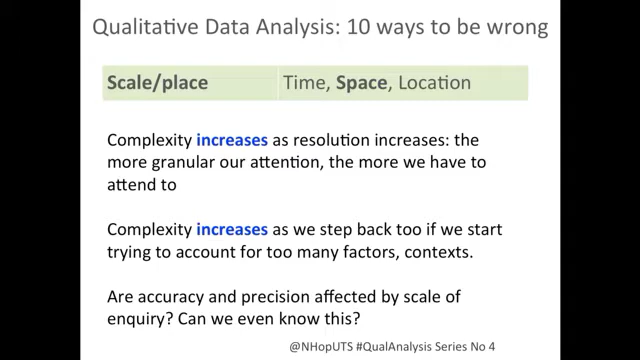 Qualitative Data Analysis: 10 ways to be wrong
Scale/place Time, Space, Location
Complexity increases as resolution increases: the
more granular our attention, the more we have to
attend to
Complexity increases as we step back too if we start
trying to account for too many factors, contexts.
Are accuracy and precision affected by scale of
enquiry? Can we even know this?
@NHopUTS #QualAnalysis Series No 4